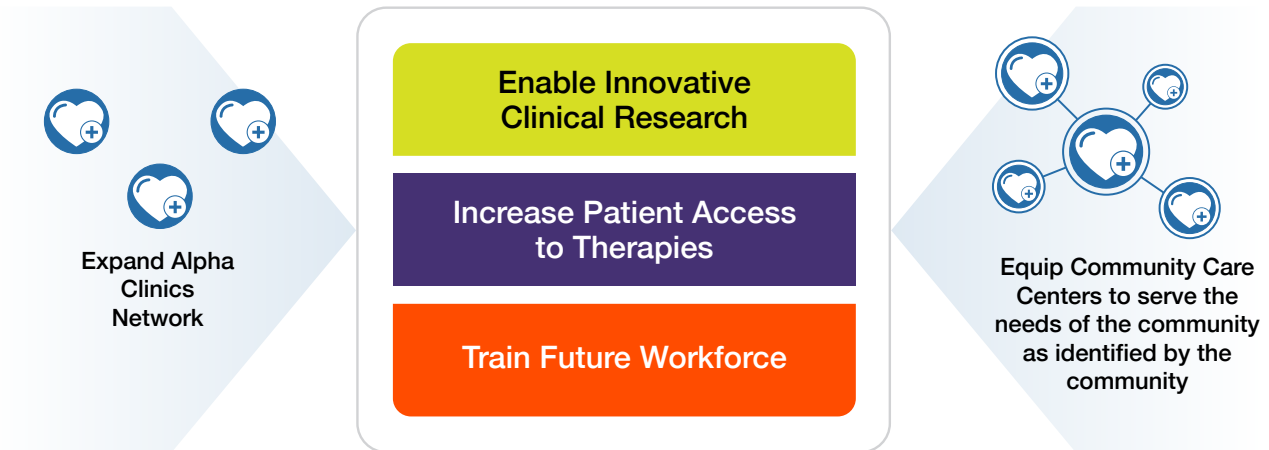 Expand Alpha
Clinics
Network
Enable Innovative
Clinical Research
Increase Patient Access
to Therapies
Train Future Workforce
Equip Community Care
Centers to serve the
needs of the community
as identified by the
community